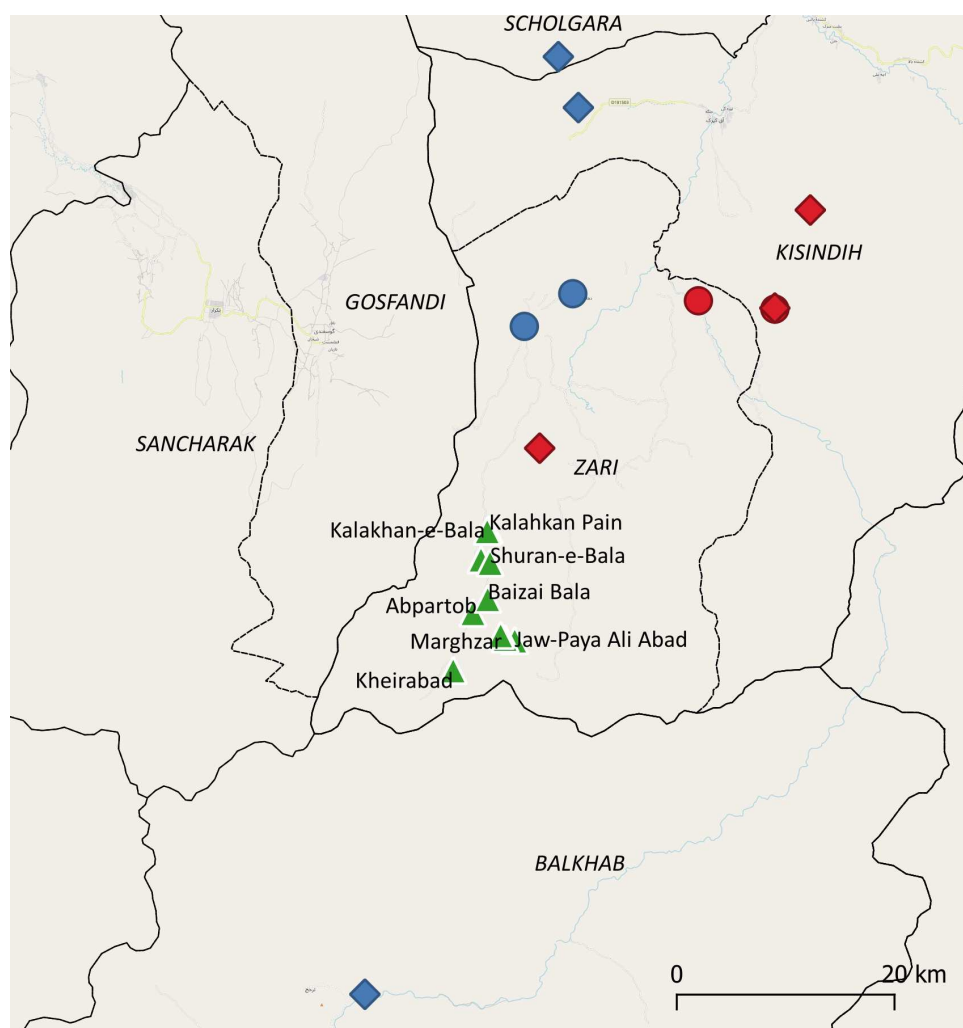 SCHOLGARA
KISINDIH
GOSFANDI
SANCHARAK
ZARI
Kalahkan Pain
Kalakhan-e-Bala
Shuran-e-Bala
Baizai Bala
Abpartob
Marghzar
Jaw-Paya Ali Abad
Kheirabad
BALKHAB
0 20 km